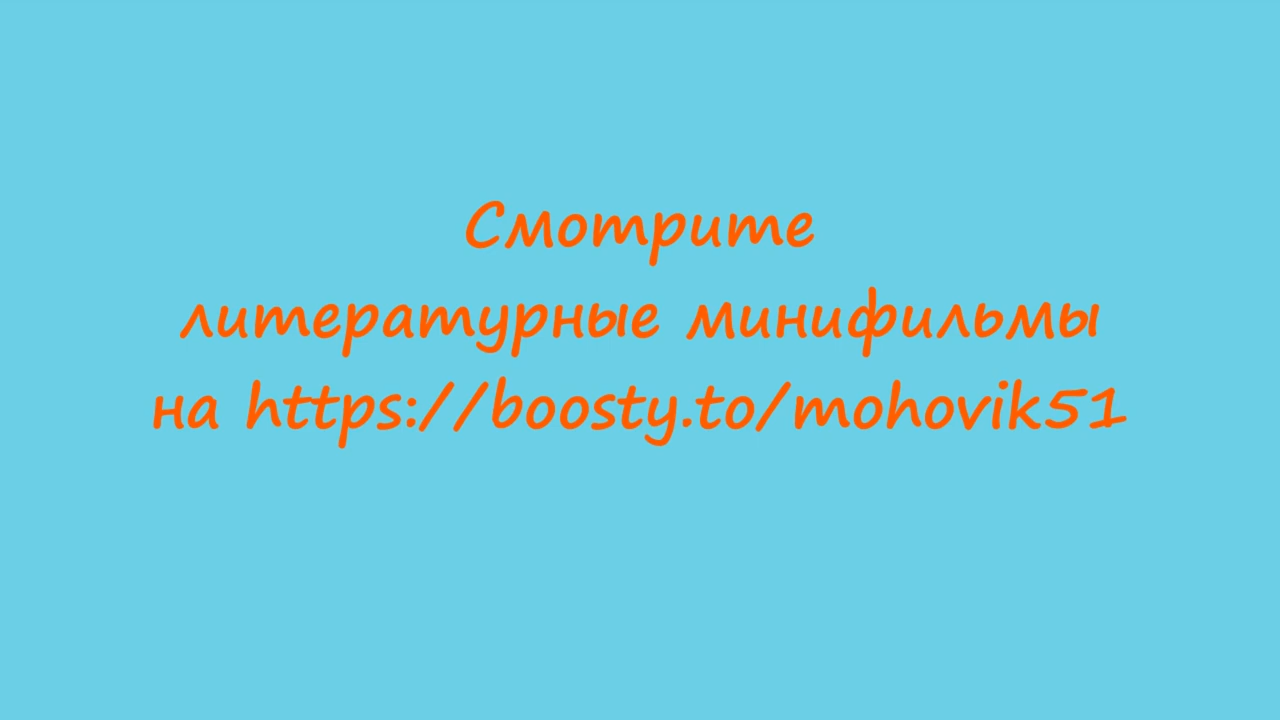 Смотрите
литературные минифильмы
на https://boosty.to/mohovik51